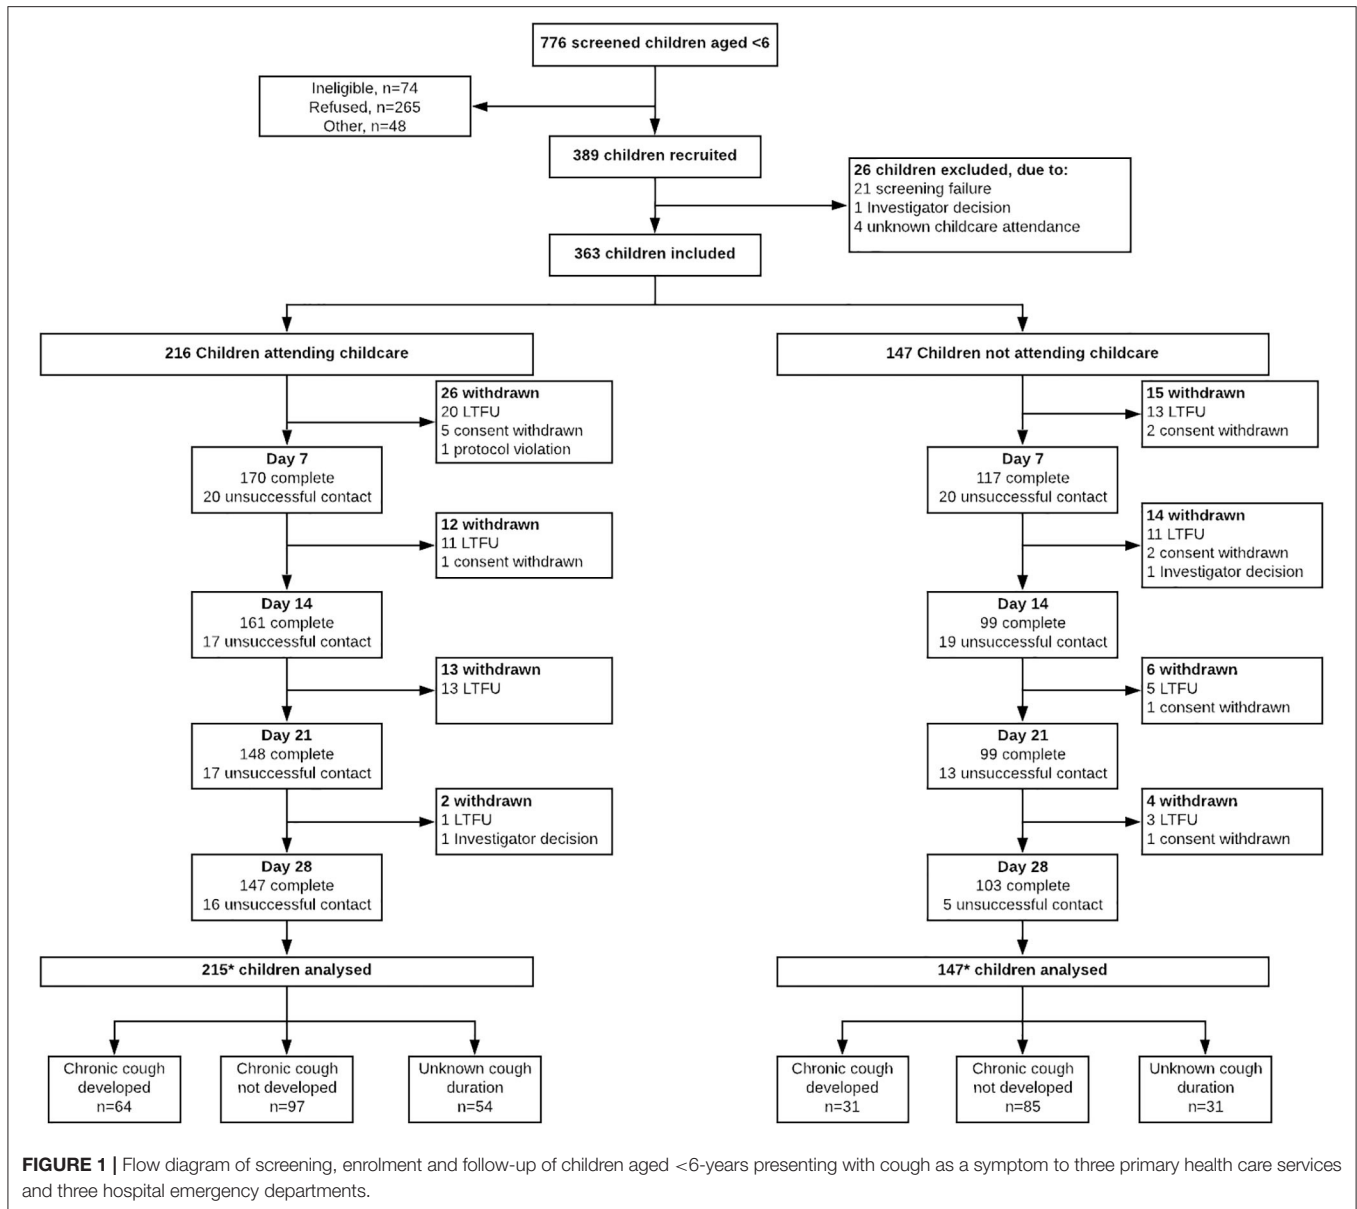 776 screened children aged <6
Ineligible, n=74
Refused, n=265
Other, n=48
389 children recruited
26 children excluded, due to:
21 screening failure
1 Investigator decision
4 unknown childcare attendance
363 children included
216 Children attending childcare
26 withdrawn
20 LTFU
5 consent withdrawn
1 protocol violation
Day 7
170 complete
20 unsuccessful contact
12 withdrawn
11 LTFU
1 consent withdrawn
Day 14
161 complete
17 unsuccessful contact
13 withdrawn
13 LTFU
Day 21
148 complete
17 unsuccessful contact
2 withdrawn
1 LTFU
1 Investigator decision
Day 28
147 complete
16 unsuccessful contact
215* children analysed
Chronic cough
developed
n=64
Chronic cough
not developed
n=97
Unknown cough
duration
n=54
147 Children not attending childcare
15 withdrawn
13 LTFU
2 consent withdrawn
Day 7
117 complete
20 unsuccessful contact
14 withdrawn
11 LTFU
2 consent withdrawn
1 Investigator decision
Day 14
99 complete
19 unsuccessful contact
6 withdrawn
5 LTFU
1 consent withdrawn
Day 21
99 complete
13 unsuccessful contact
4 withdrawn
3 LTFU
1 consent withdrawn
Day 28
103 complete
5 unsuccessful contact
147* children analysed
Chronic cough
developed
n=31
Chronic cough
not developed
n=85
Unknown cough
duration
n=31
FIGURE 1 | Flow diagram of screening, enrolment and follow-up of children aged <6-years presenting with cough as a symptom to three primary health care services
and three hospital emergency departments.